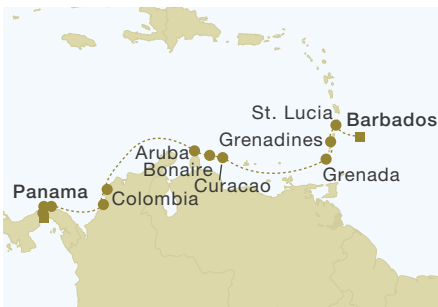 St. Lucia
Barbados
Grenadines
Aruba
Bonaire
Curacao
Grenada
Panama
Colombia